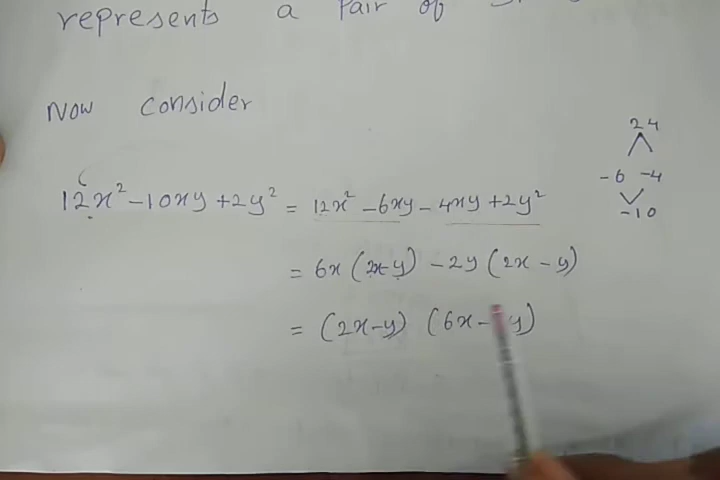 represents a Pair of
Now consider
24
-6 -4
-10
6
12x² - 10xy + 2y² = 12x² - 6xy - 4xy + 2y²
= 6x (2x-y) - 2y (2x - y)
= (2x-y) (6x- y)